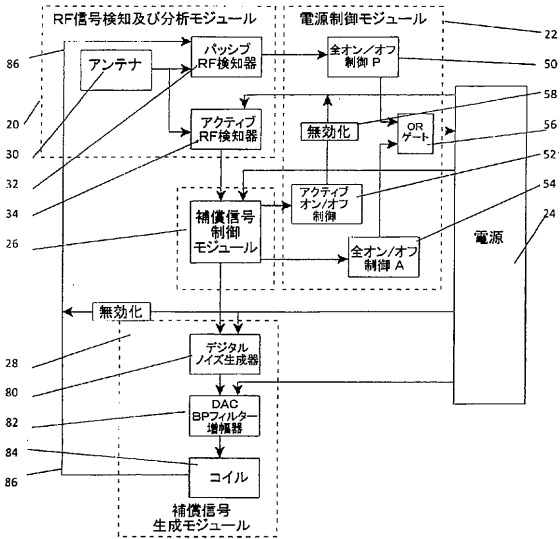 RF信号検知及び分析モジュール
電源制御モジュール
アンテナ
パッシブ
RF検知器
全オン/オフ
制御 P
アクティブ
RF検知器
無効化
OR
ゲート
補償信号
制御
モジュール
アクティブ
オン/オフ
制御
全オン/オフ
制御 A
電源
無効化
デジタル
ノイズ生成器
DAC
BPフィルター
増幅器
コイル
補償信号
生成モジュール
86
20
30
32
34
26
28
80
82
84
86
22
50
58
56
52
54
24